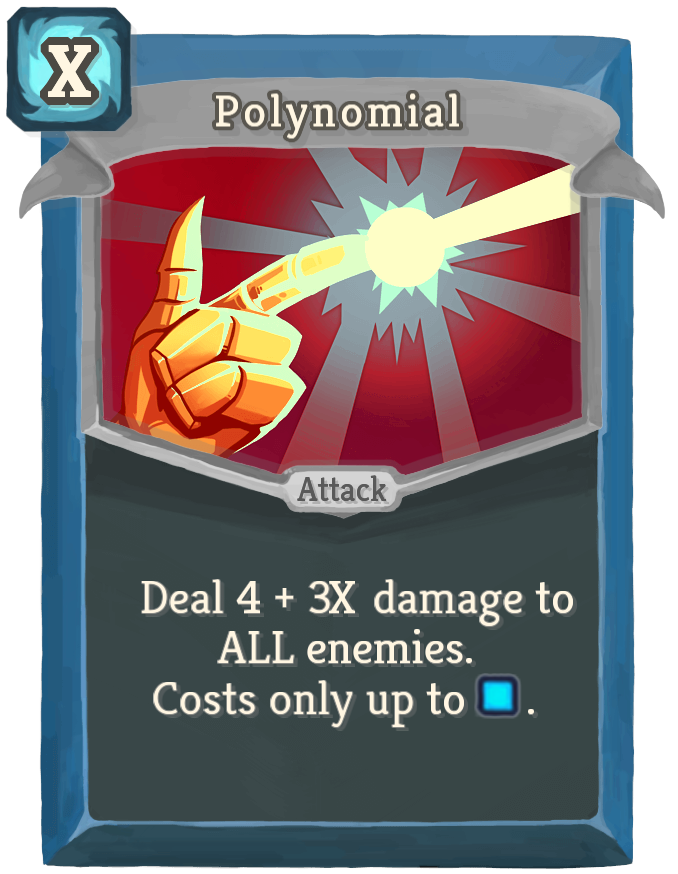 X
Polynomial
Attack
Deal 4 + 3X damage to
ALL enemies.
Costs only up to .